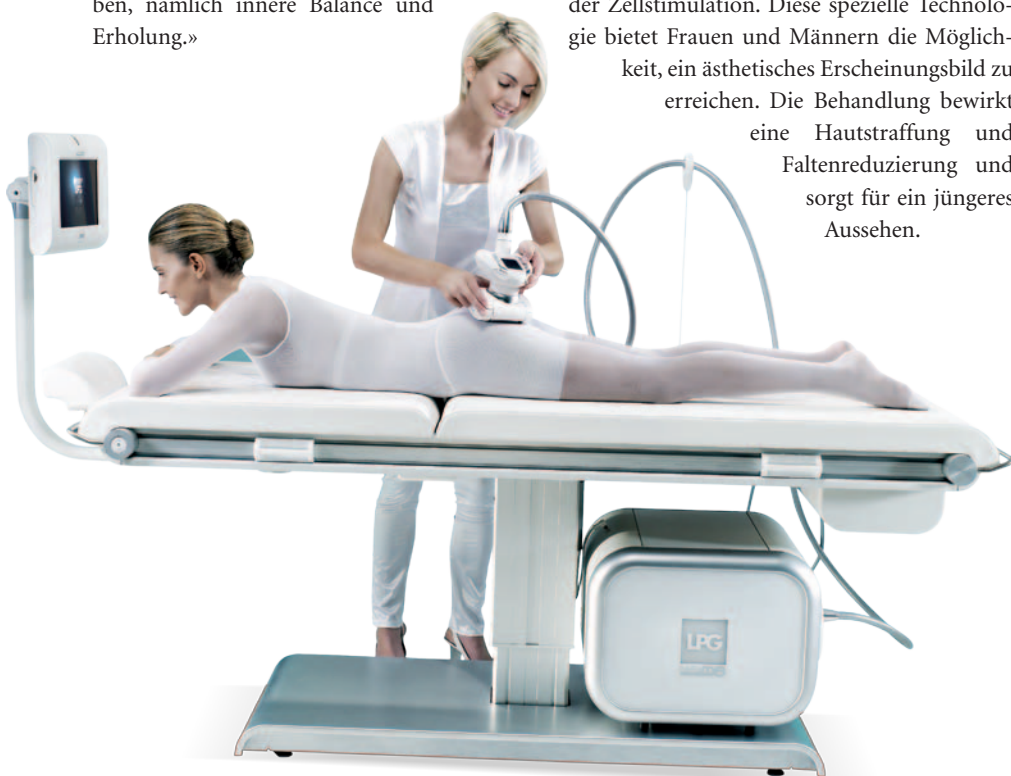 ben, nämlich innere Balance und
Erholung.»
der Zellstimulation. Diese spezielle Technolo-
gie bietet Frauen und Männern die Möglich-
keit, ein ästhetisches Erscheinungsbild zu
erreichen. Die Behandlung bewirkt
eine Hautstraffung und
Faltenreduzierung und
sorgt für ein jüngeres
Aussehen.
LPG